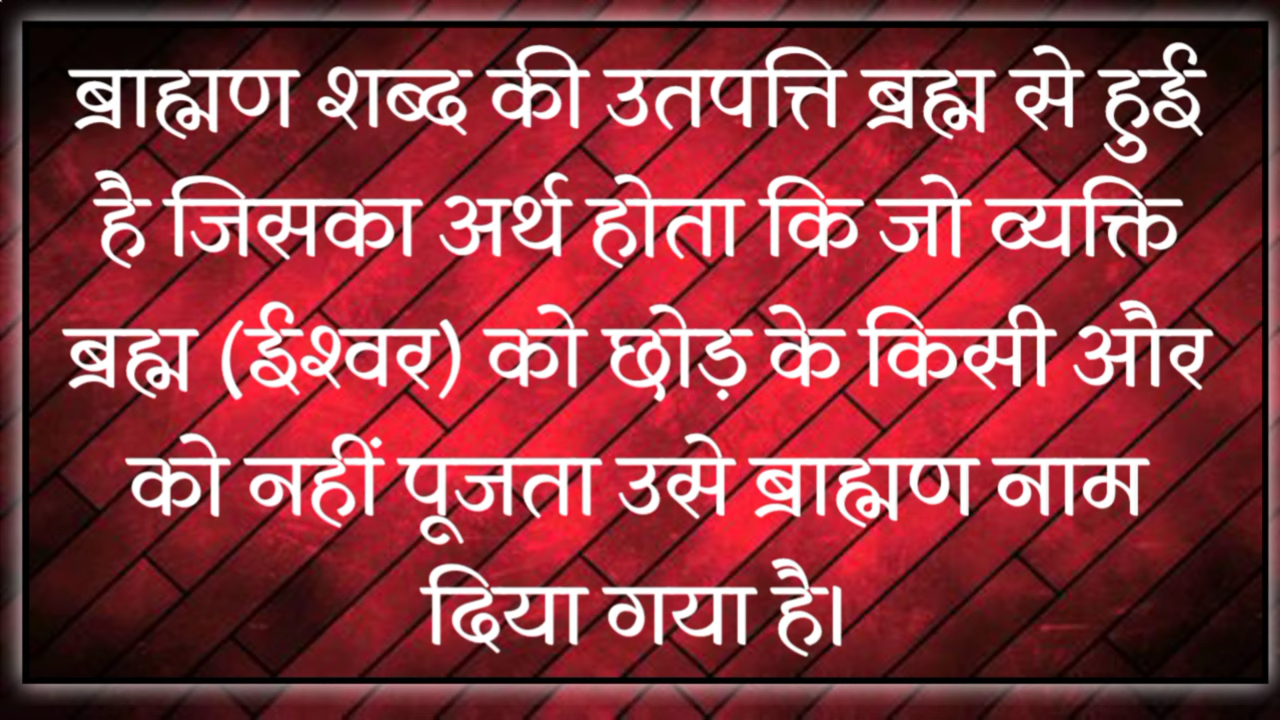 ब्राह्मण शब्द की उतपत्ति ब्रह्म से हुई
है जिसका अर्थ होता कि जो व्यक्ति
ब्रह्म (ईश्वर) को छोड़ के किसी और
को नहीं पूजता उसे ब्राह्मण नाम
दिया गया है।